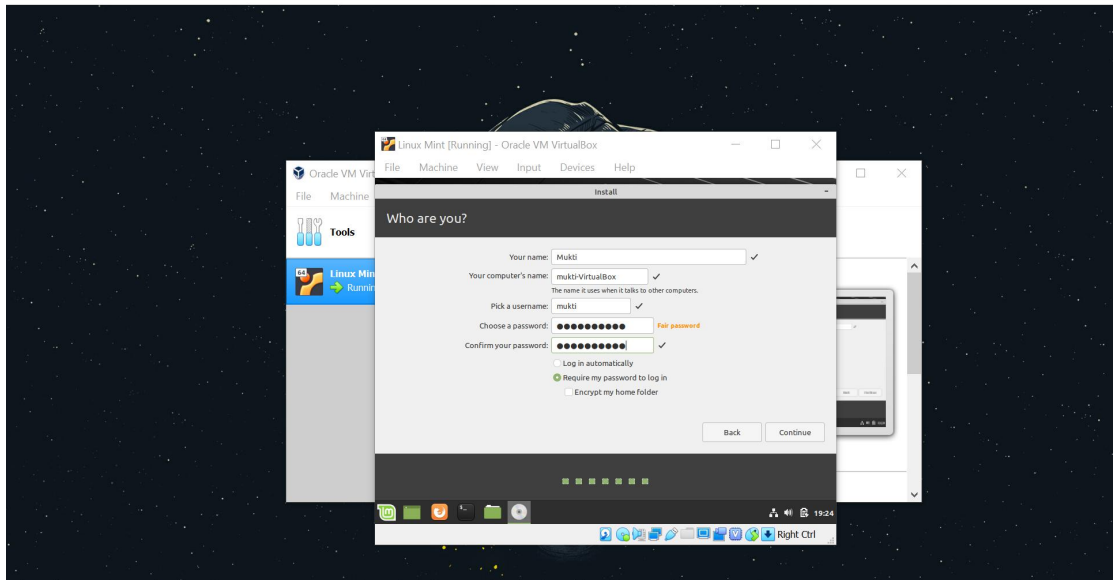 Linux Mint [Running] - Oracle VM VirtualBox
File Machine View Input Devices Help
Install
Who are you?
Your name: Mukti
Your computer's name: mukti-VirtualBox
The name it uses when it talks to other computers.
Pick a username: mukti
Choose a password: ●●●●●●●●●● Fair password
Confirm your password: ●●●●●●●●●●
Log in automatically
Require my password to log in
Encrypt my home folder
Back Continue
19:24
Right Ctrl
Oracle VM Virt
File Machine
Tools
64
Linux Min
Runnin